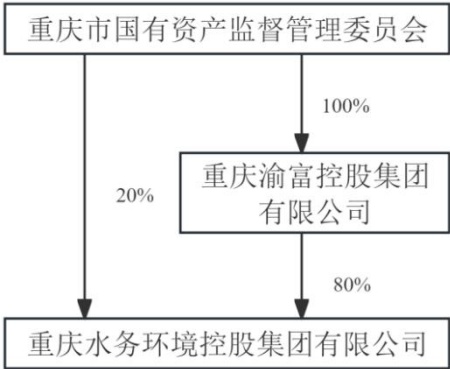 重庆市国有资产监督管理委员会
100%
重庆渝富控股集团
有限公司
20%
80%
重庆水务环境控股集团有限公司